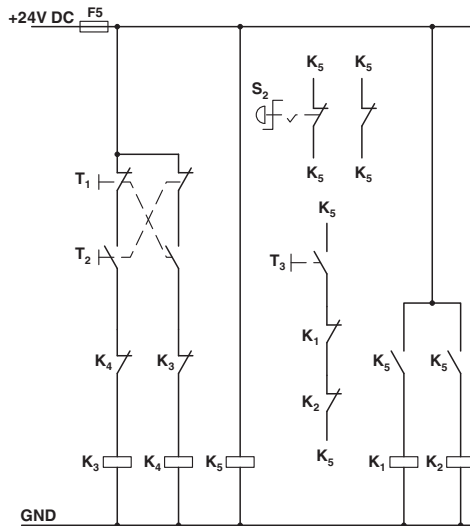 F5
+24V DC
K5 K5
S2
K5 K5
T1
K5
T2 T3
K1
K4 K3 K5 K5
K2
K5
K3 K4 K5 K1 K2
GND